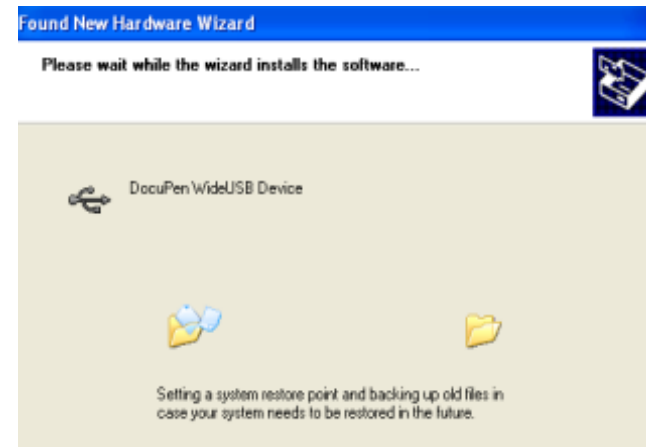 Found New Hardware Wizard
Please wait while the wizard installs the software...
DocuPen WideUSB Device
Setting a system restore point and backing up old files in
case your system needs to be restored in the future.